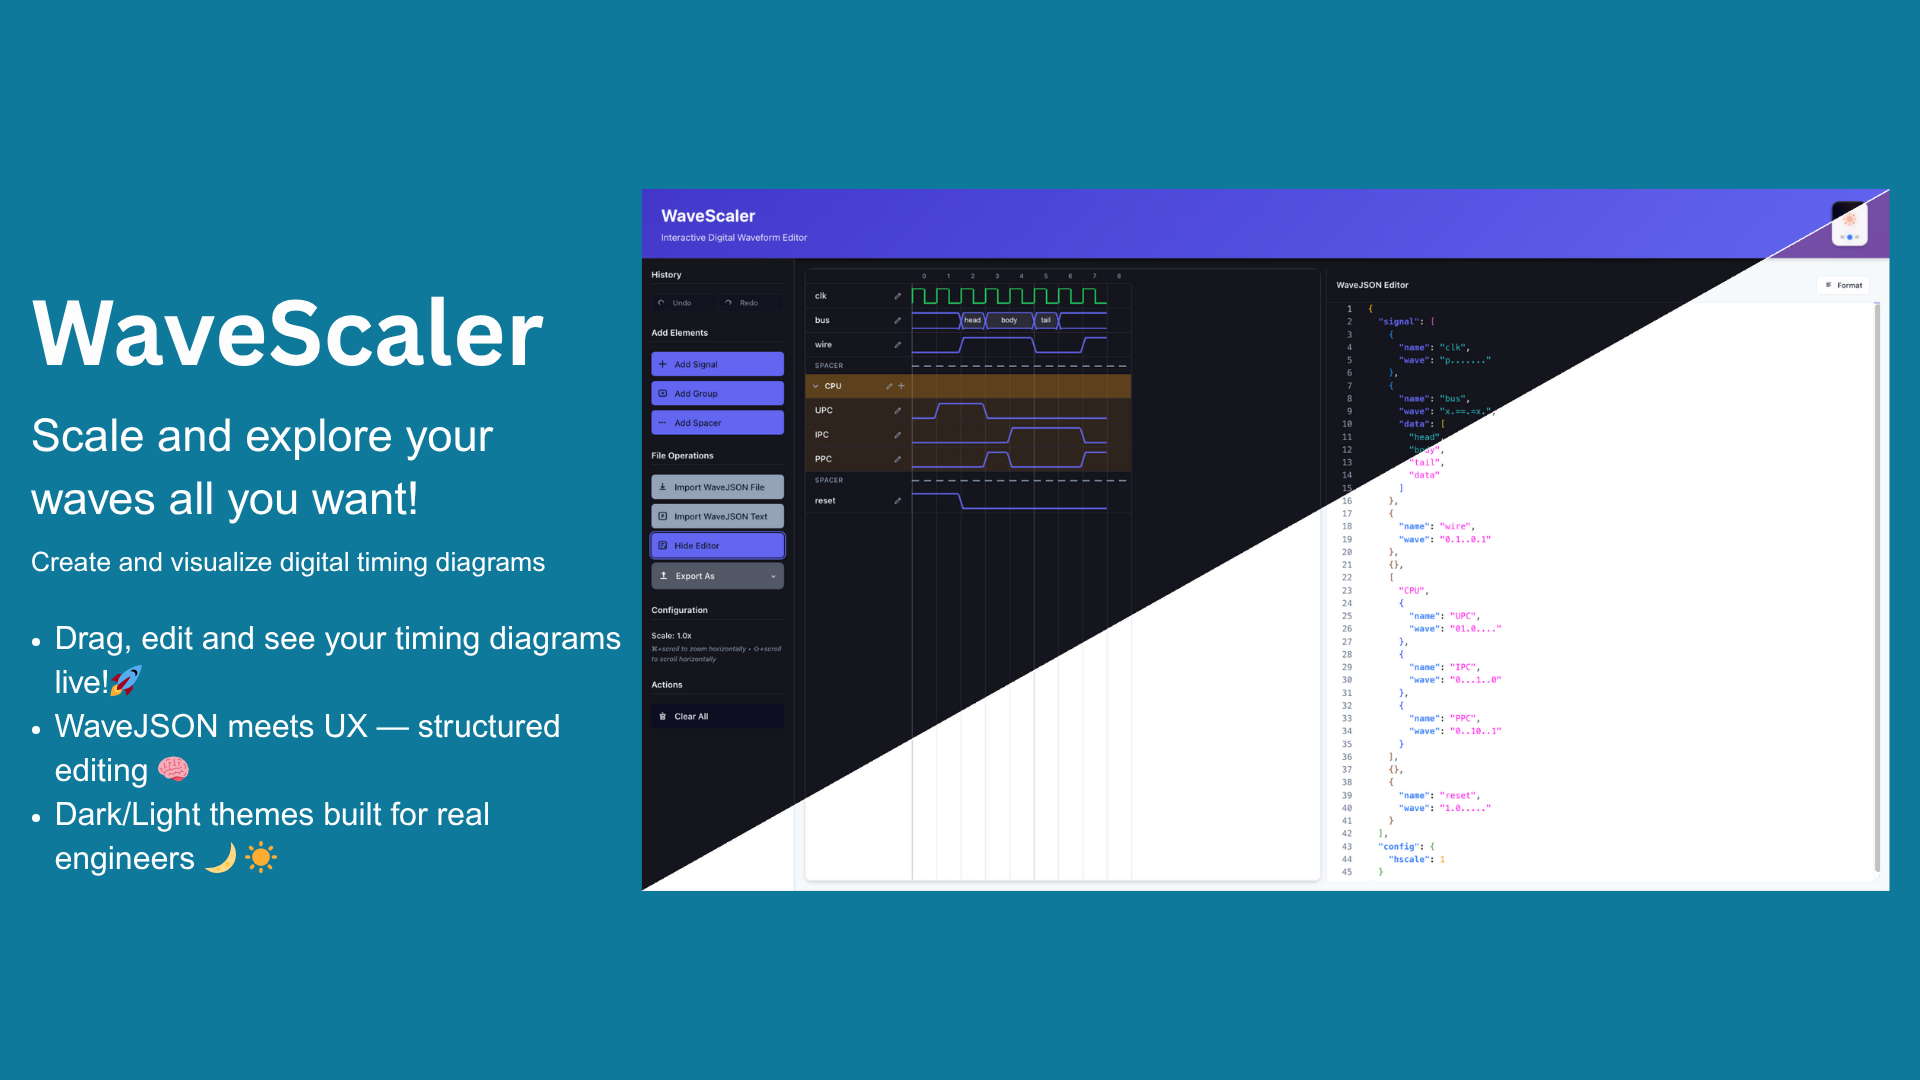 WaveScaler
Scale and explore your
waves all you want!
Create and visualize digital timing diagrams
• Drag, edit and see your timing diagrams
live!🚀
• WaveJSON meets UX — structured
editing 🧠
• Dark/Light themes built for real
engineers 🌙☀️
WaveScaler
Interactive Digital Waveform Editor
History
Undo Redo
Add Elements
Add Signal
Add Group
Add Spacer
File Operations
Import WaveJSON File
Import WaveJSON Text
Hide Editor
Export As
Configuration
Scale: 1.0x
⌘+scroll to zoom horizontally • ⇧+scroll
to scroll horizontally
Actions
Clear All
0 1 2 3 4 5 6 7 8
clk
bus head body tail
wire
SPACER
CPU
UPC
IPC
PPC
SPACER
reset
WaveJSON Editor
Format
1 {
2 "signal": [
3 {
4 "name": "clk",
5 "wave": "p......."
6 },
7 {
8 "name": "bus",
9 "wave": "x.==.=x.",
10 "data": [
11 "head",
12 "body",
13 "tail",
14 "data"
15 ]
16 },
17 {
18 "name": "wire",
19 "wave": "0.1..0.1"
20 },
21 {},
22 [
23 "CPU",
24 {
25 "name": "UPC",
26 "wave": "01.0...."
27 },
28 {
29 "name": "IPC",
30 "wave": "0...1..0"
31 },
32 {
33 "name": "PPC",
34 "wave": "0..10..1"
35 }
36 ],
37 {},
38 {
39 "name": "reset",
40 "wave": "1.0....."
41 }
42 ],
43 "config": {
44 "hscale": 1
45 }